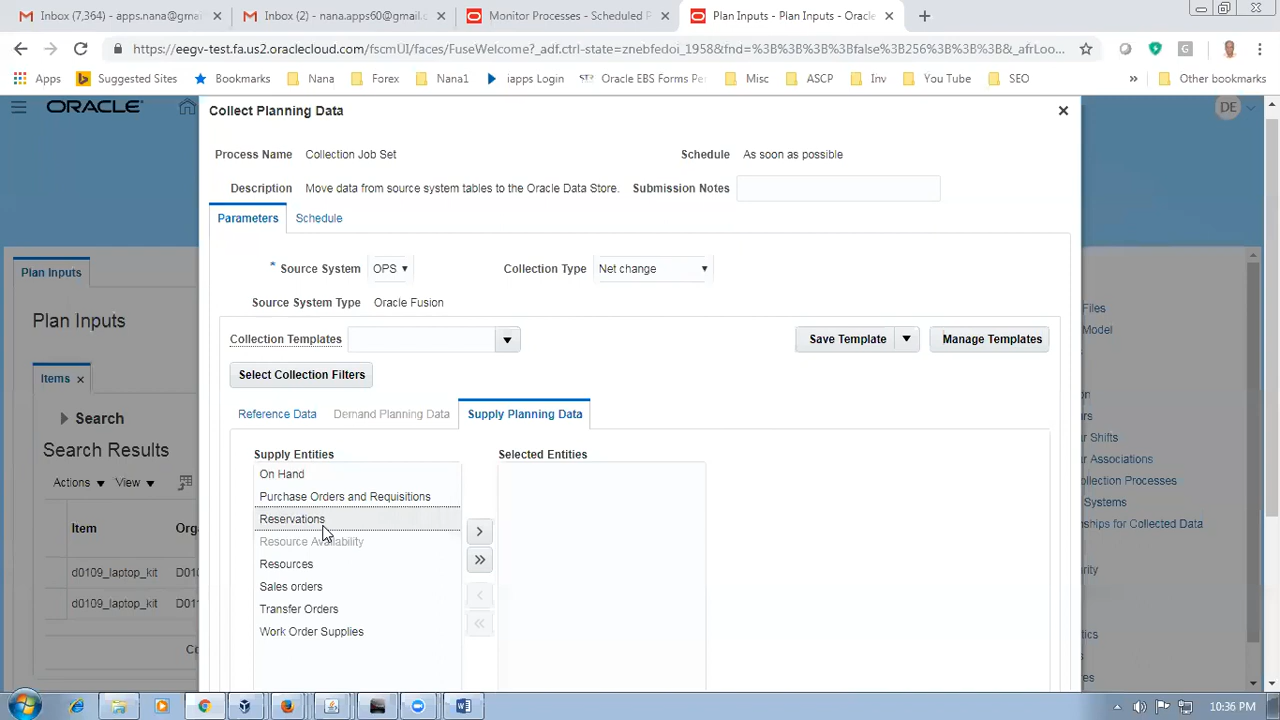 Inbox (7,364) - apps.nana@gmar
Inbox (2) - nana.apps60@gmail.c
Monitor Processes - Scheduled P
Plan Inputs - Plan Inputs - Oracle
https://eegv-test.fa.us2.oraclecloud.com/fscmUI/faces/FuseWelcome?_adf.ctrl-state=znebfedoi_1958&fnd=%3B%3B%3B%3Bfalse%3B256%3B%3B%3B&_afrLoo...
Apps Suggested Sites Bookmarks Nana Forex Nana1 iapps Login Oracle EBS Forms Pe Misc ASCP Inv You Tube SEO » Other bookmarks
ORACLE
DE
Collect Planning Data
Process Name Collection Job Set Schedule As soon as possible
Description Move data from source system tables to the Oracle Data Store. Submission Notes
Parameters Schedule
* Source System OPS Collection Type Net change
Source System Type Oracle Fusion
Collection Templates Save Template Manage Templates
Select Collection Filters
Reference Data Demand Planning Data Supply Planning Data
Supply Entities Selected Entities
On Hand
Purchase Orders and Requisitions
Reservations
Resource Availability
Resources
Sales orders
Transfer Orders
Work Order Supplies
Plan Inputs
Plan Inputs
Items
Search
Search Results
Actions View
Item Org
d0109_laptop_kit D01
d0109_laptop_kit D01
Co
Files
Model
ur Shifts
ur Associations
ollection Processes
Systems
nships for Collected Data
10:36 PM